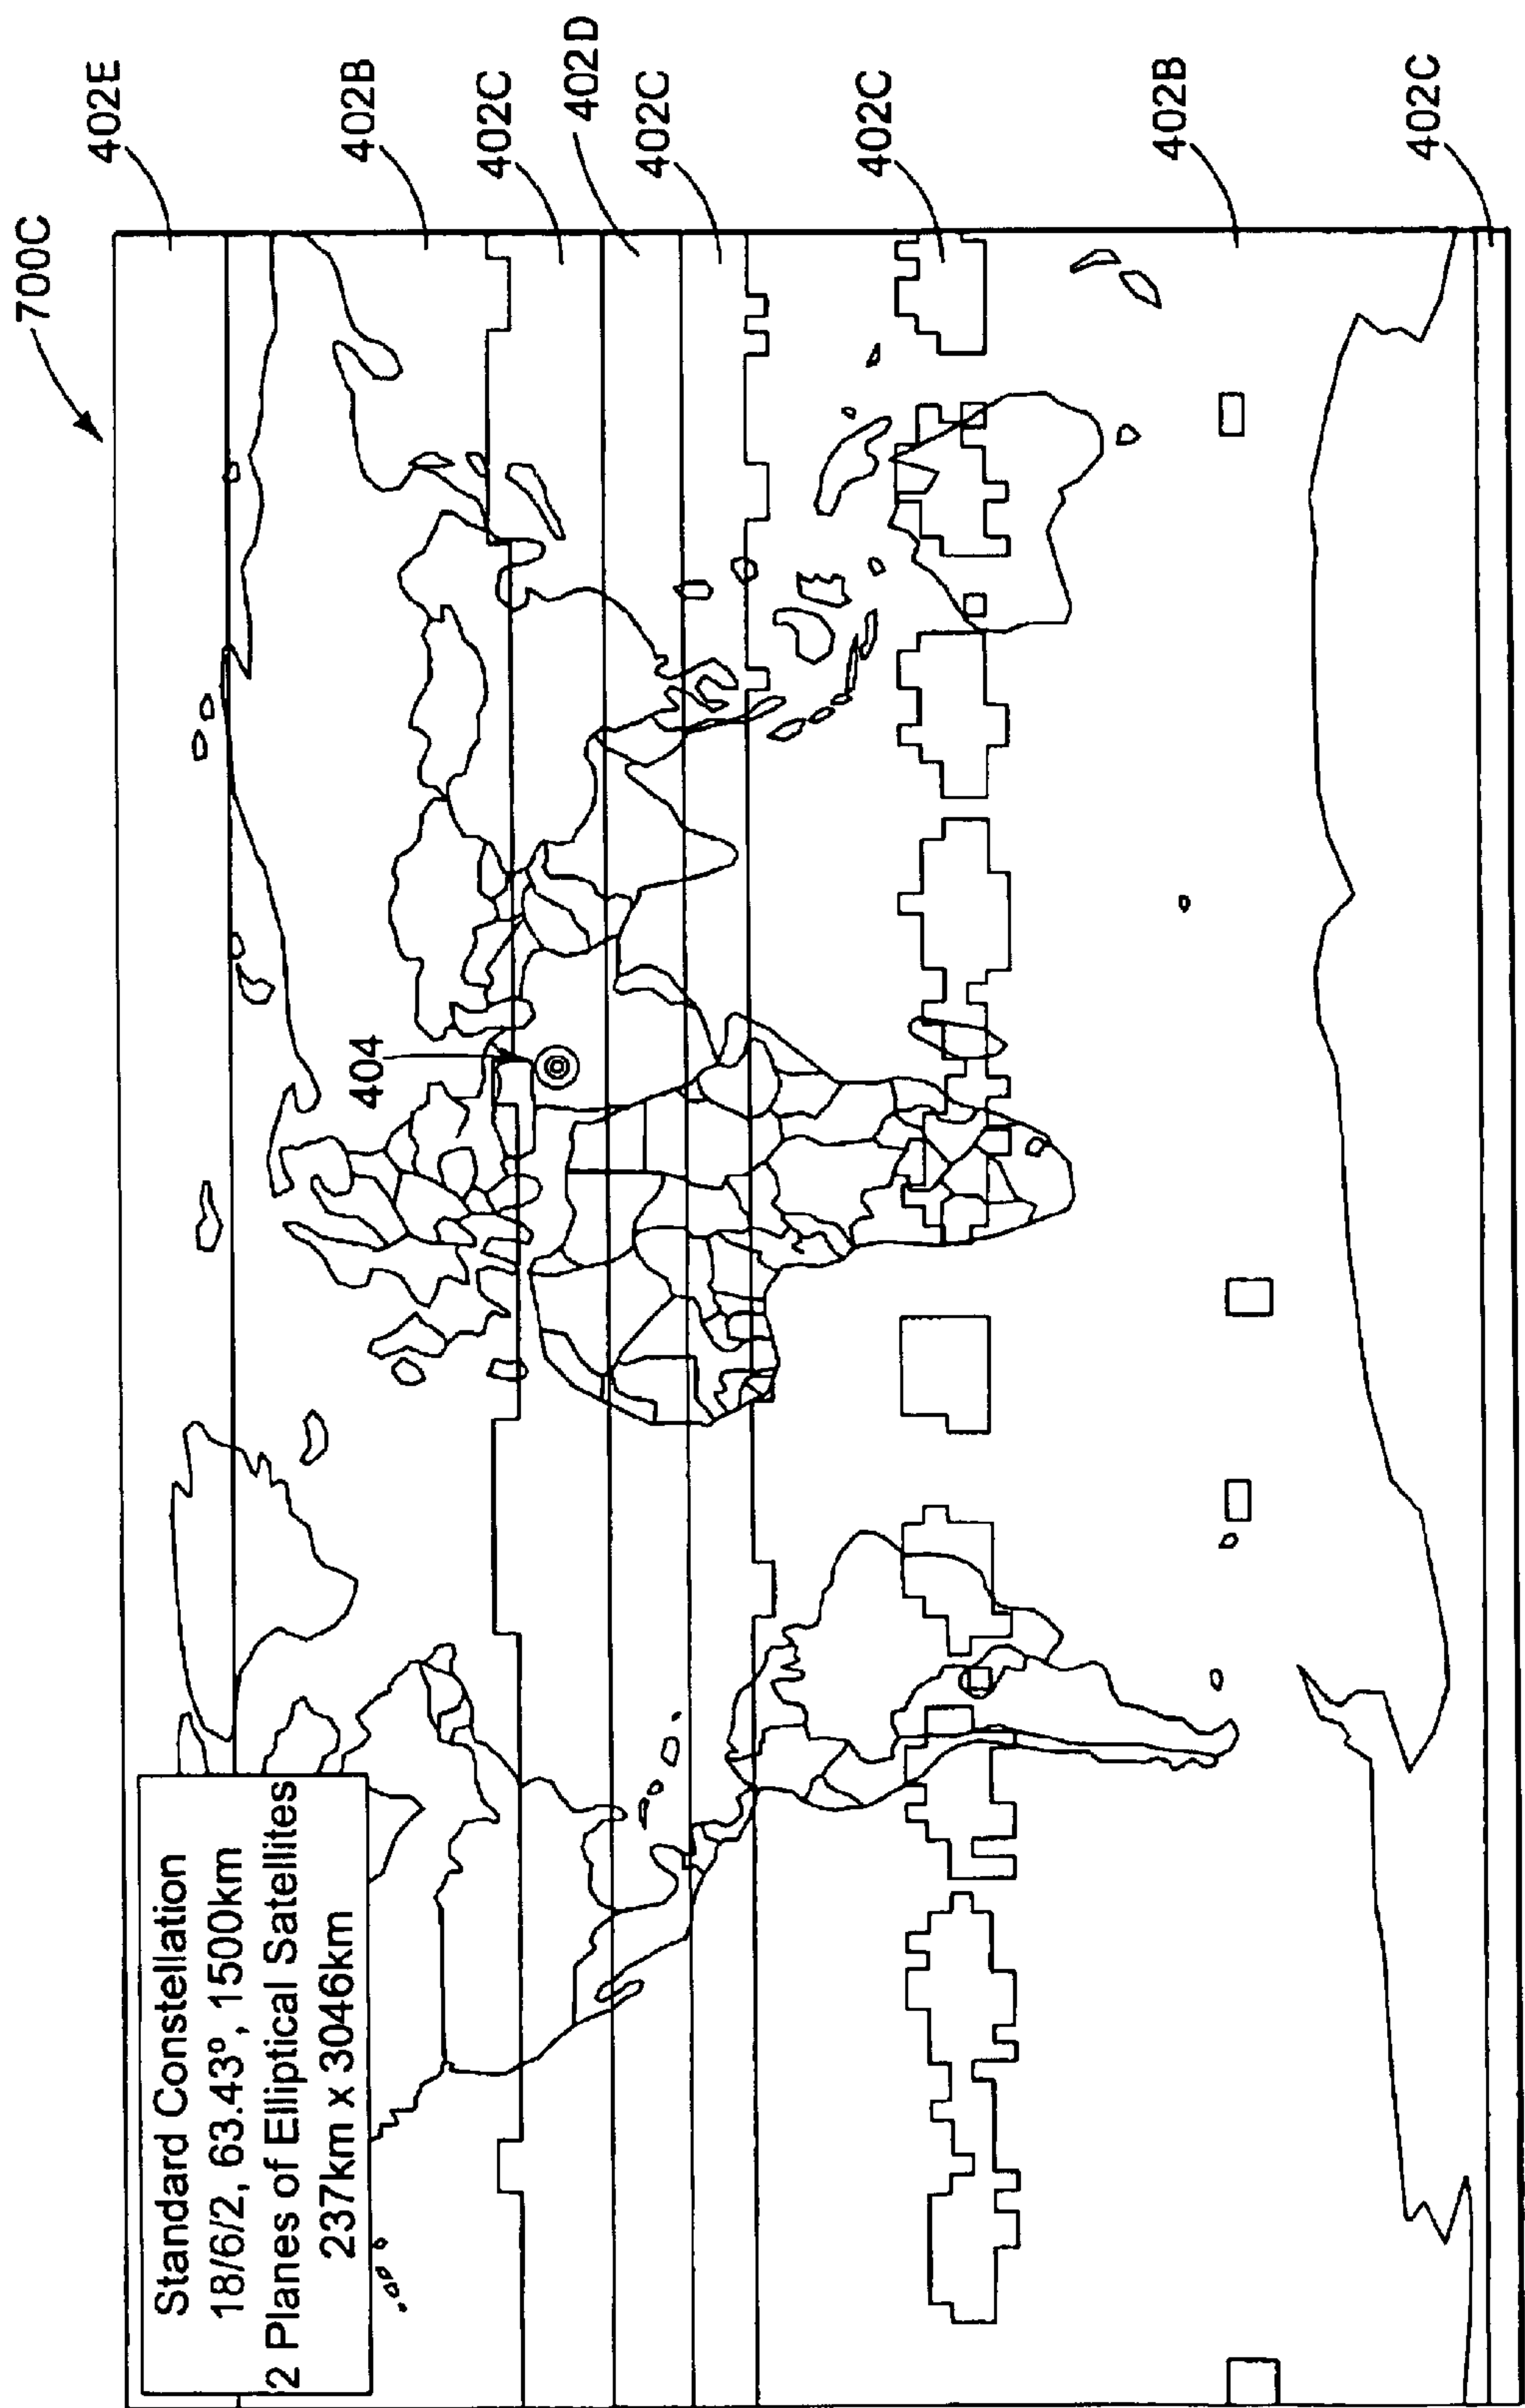 700C
402E
402B
402C
402D
402C
402C
402B
402C
404
Standard Constellation
18/6/2, 63.43º, 1500km
2 Planes of Elliptical Satellites
237km x 3046km